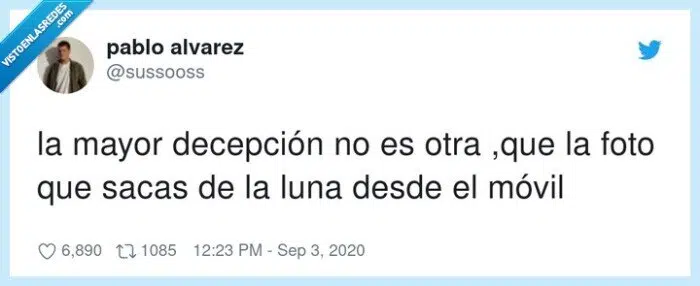 VISTOENLASREDES
.com
pablo alvarez
@sussooss
la mayor decepción no es otra ,que la foto
que sacas de la luna desde el móvil
6,890 1085 12:23 PM - Sep 3, 2020